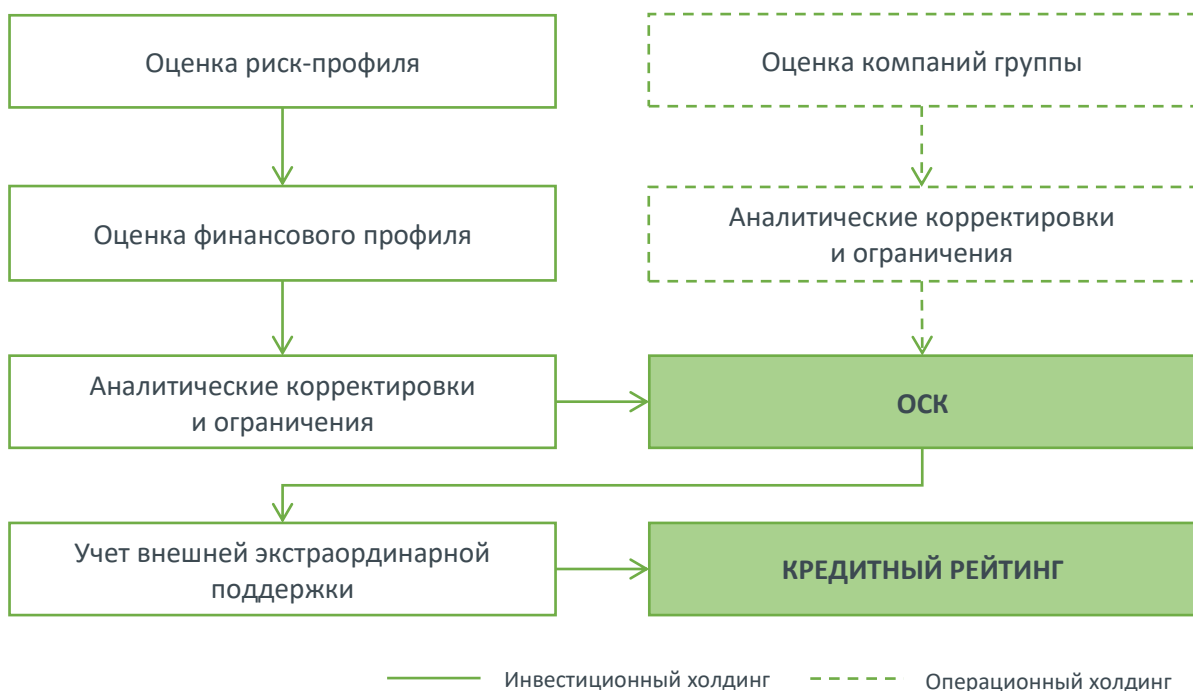 Оценка риск-профиля
Оценка компаний группы
Оценка финансового профиля
Аналитические корректировки
и ограничения
Аналитические корректировки
и ограничения
ОСК
Учет внешней экстраординарной
поддержки
КРЕДИТНЫЙ РЕЙТИНГ
Инвестиционный холдинг
Операционный холдинг